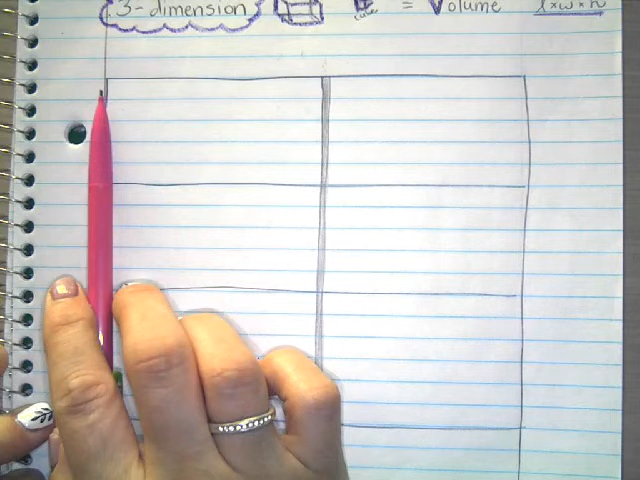 3-dimension = Volume l x w x h